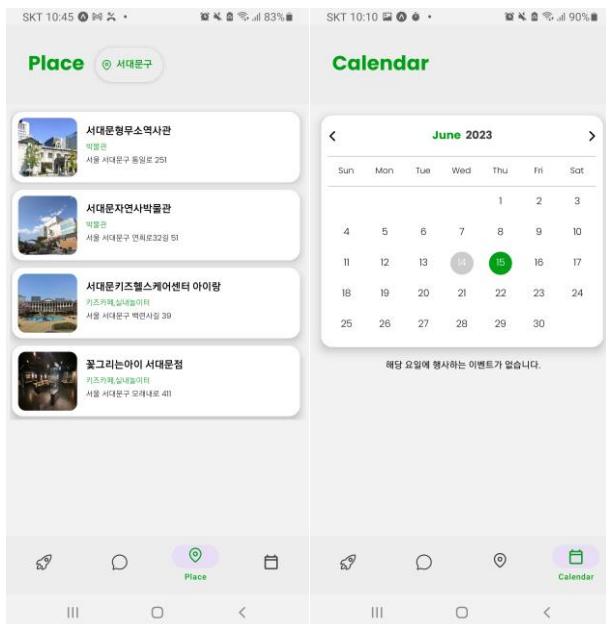 SKT 10:45
83%
Place
서대문구
서대문형무소역사관
박물관
서울 서대문구 통일로 251
서대문자연사박물관
박물관
서울 서대문구 연희로32길 51
서대문키즈헬스케어센터 아이랑
키즈카페,실내놀이터
서울 서대문구 백련사길 39
꽃그리는아이 서대문점
키즈카페,실내놀이터
서울 서대문구 모래내로 411
Place
SKT 10:10
90%
Calendar
June 2023
Sun Mon Tue Wed Thu Fri Sat
1 2 3
4 5 6 7 8 9 10
11 12 13 14 15 16 17
18 19 20 21 22 23 24
25 26 27 28 29 30
해당 요일에 행사하는 이벤트가 없습니다.
Calendar